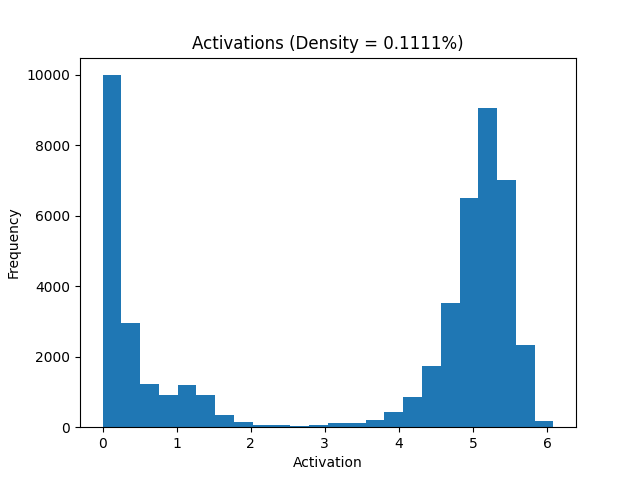 Activations (Density = 0.1111%)
10000
8000
6000
4000
2000
0
Frequency
0 1 2 3 4 5 6
Activation